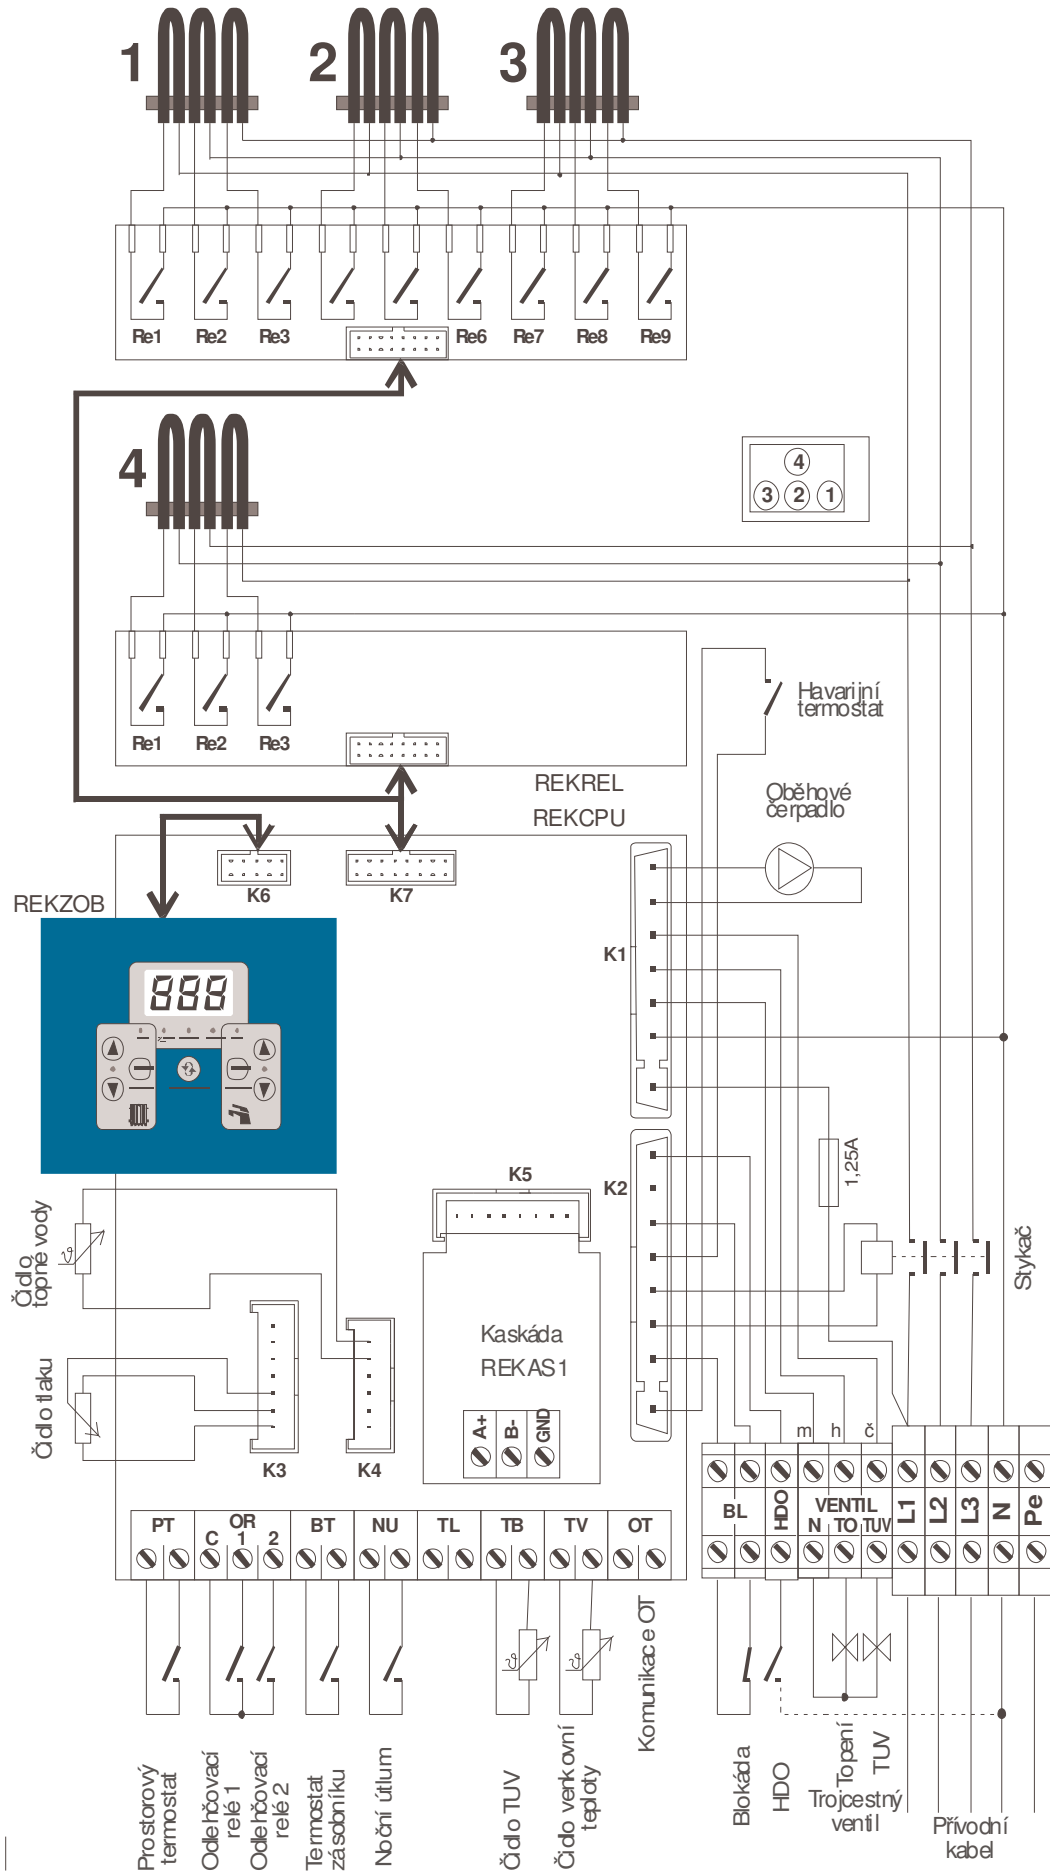 1
2
3
Re1
Re2
Re3
Re6
Re7
Re8
Re9
4
4
3
2
1
Re1
Re2
Re3
Havarijní
termostat
REKREL
REKCPU
Oběhové
čerpadlo
K6
K7
REKZOB
K1
888
1,25A
K5
K2
Čidlo
topné vody
Stykač
Kaskáda
REKAS1
Čidlo tlaku
A+
B-
GND
K3
K4
m
h
č
PT
OR
C
1
2
BT
NU
TL
TB
TV
OT
BL
HDO
VENTIL
N
TO
TUV
L1
L2
L3
N
Pe
Prostorový
termostat
Odlehčovací
relé 1
Odlehčovací
relé 2
Termostat
zásobníku
Noční útlum
Čidlo TUV
Čidlo venkovní
teploty
Komunikace OT
Blokáda
HDO
Topení
TUV
Trojcestný
ventil
Přívodní
kabel